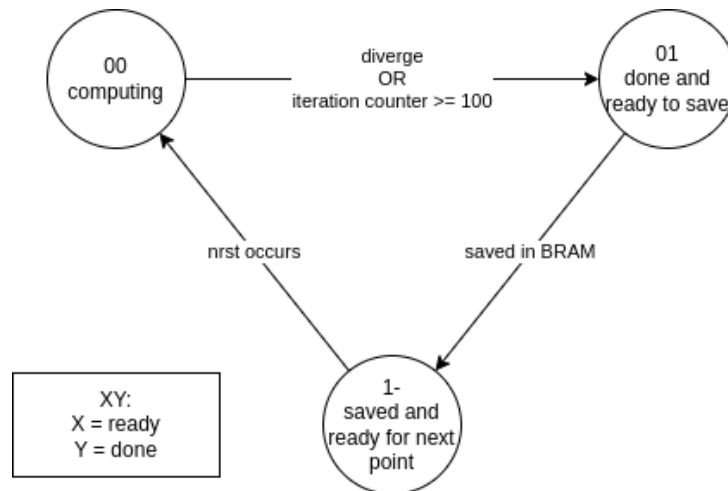 00
computing
diverge
OR
iteration counter >= 100
01
done and
ready to save
nrst occurs
saved in BRAM
1-
saved and
ready for next
point
XY:
X = ready
Y = done